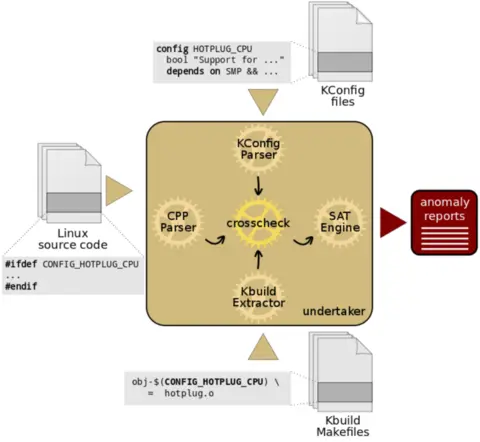 config HOTPLUG_CPU
bool "Support for ..."
depends on SMP && ...
KConfig
files
KConfig
Parser
CPP
Parser
crosscheck
SAT
Engine
Kbuild
Extractor
undertaker
Linux
source code
#ifdef CONFIG_HOTPLUG_CPU
...
#endif
anomaly
reports
obj-$(CONFIG_HOTPLUG_CPU) \
= hotplug.o
Kbuild
Makefiles